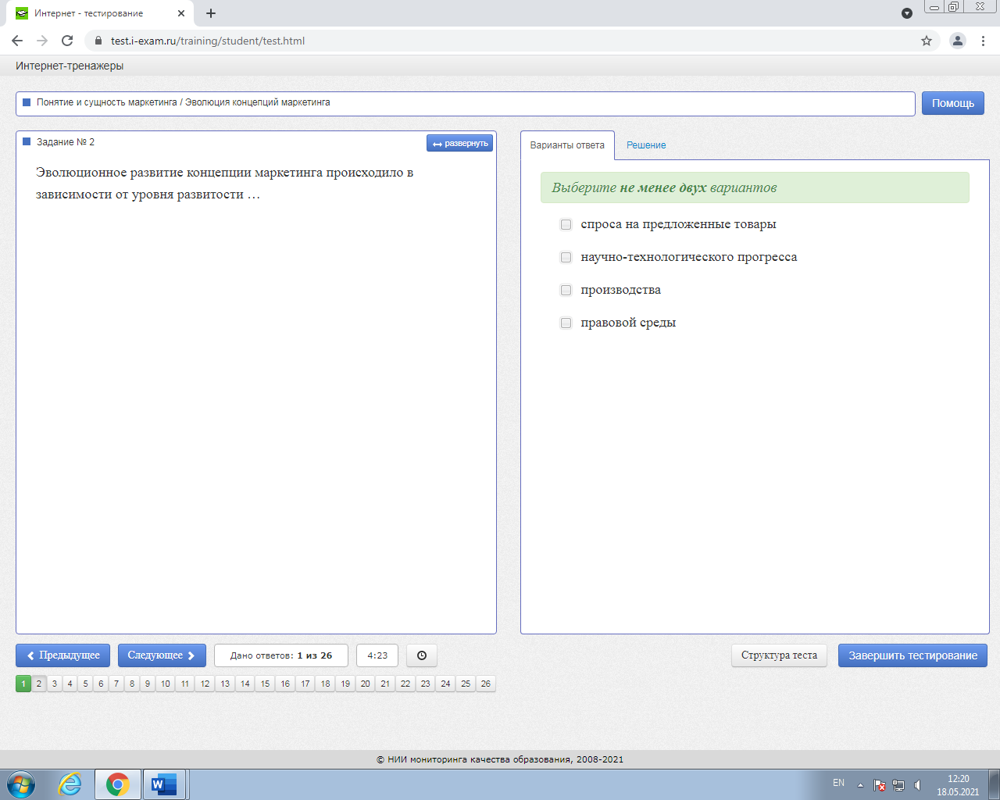 Интернет - тестирование
test.i-exam.ru/training/student/test.html
Интернет-тренажеры
Понятие и сущность маркетинга / Эволюция концепций маркетинга
Помощь
Задание № 2
развернуть
Эволюционное развитие концепции маркетинга происходило в
зависимости от уровня развитости …
Варианты ответа
Решение
Выберите не менее двух вариантов
спроса на предложенные товары
научно-технологического прогресса
производства
правовой среды
Предыдущее
Следующее
Дано ответов: 1 из 26
4:23
Структура теста
Завершить тестирование
1 2 3 4 5 6 7 8 9 10 11 12 13 14 15 16 17 18 19 20 21 22 23 24 25 26
© НИИ мониторинга качества образования, 2008-2021
W
EN
12:20
18.05.2021